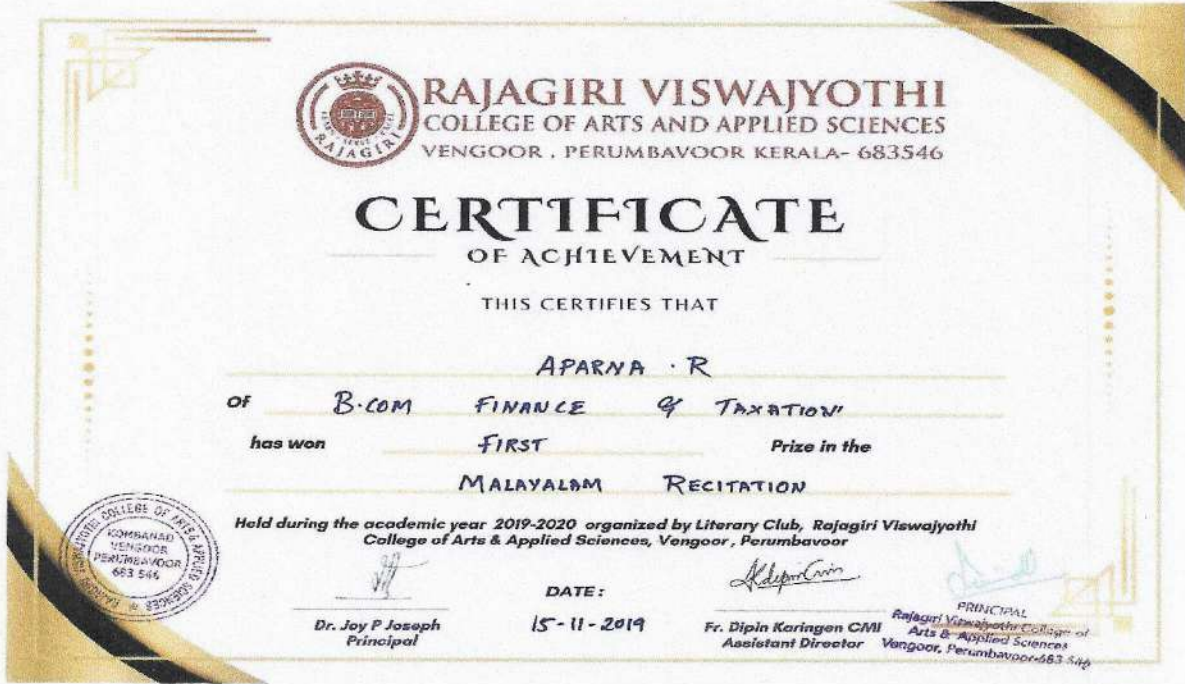 RAJAGIRI VISWAJYOTHI
COLLEGE OF ARTS AND APPLIED SCIENCES
VENGOOR , PERUMBAVOOR KERALA- 683546
RAJAGIRI
CERTIFICATE
OF ACHIEVEMENT
THIS CERTIFIES THAT
APARNA . R
Of B.COM FINANCE & TAXATION
has won FIRST Prize in the
MALAYALAM RECITATION
Held during the academic year 2019-2020 organized by Literary Club, Rajagiri Viswajyothi
College of Arts & Applied Sciences, Vengoor , Perumbavoor
KOMBANAD
VENGOOR
PERUMBAVOOR
683 546
DATE :
15-11-2019
Dr. Joy P Joseph
Principal
Fr. Dipin Karingen CMI
Assistant Director
PRINCIPAL
Rajagiri Viswajyothi College of
Arts & Applied Sciences
Vengoor, Perumbavoor-683 546